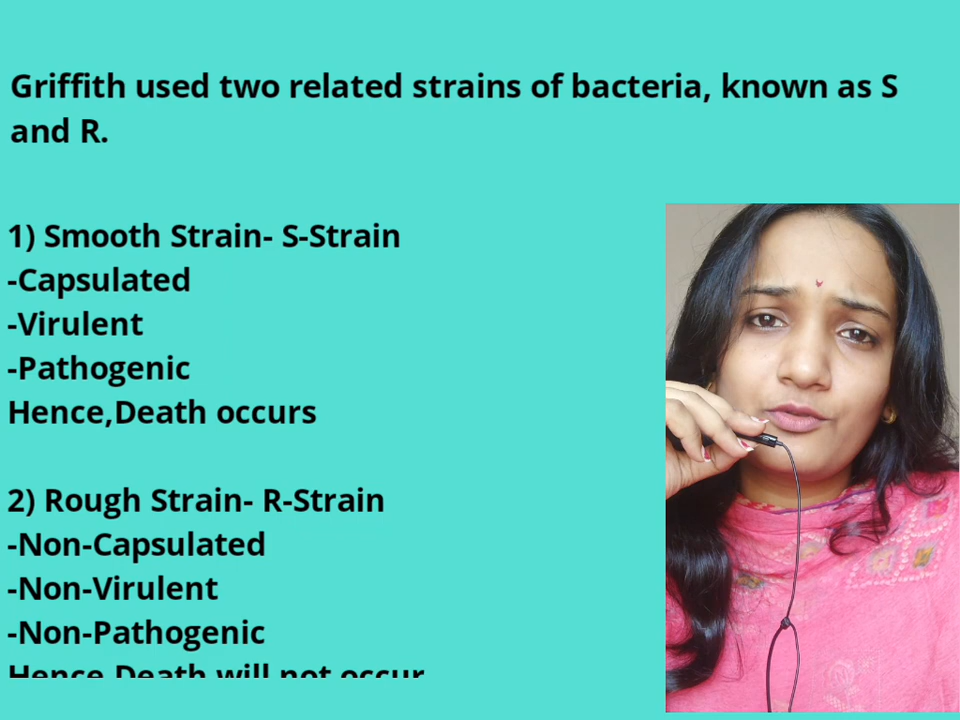 Griffith used two related strains of bacteria, known as S
and R.
1) Smooth Strain- S-Strain
-Capsulated
-Virulent
-Pathogenic
Hence,Death occurs
2) Rough Strain- R-Strain
-Non-Capsulated
-Non-Virulent
-Non-Pathogenic
Hence,Death will not occur